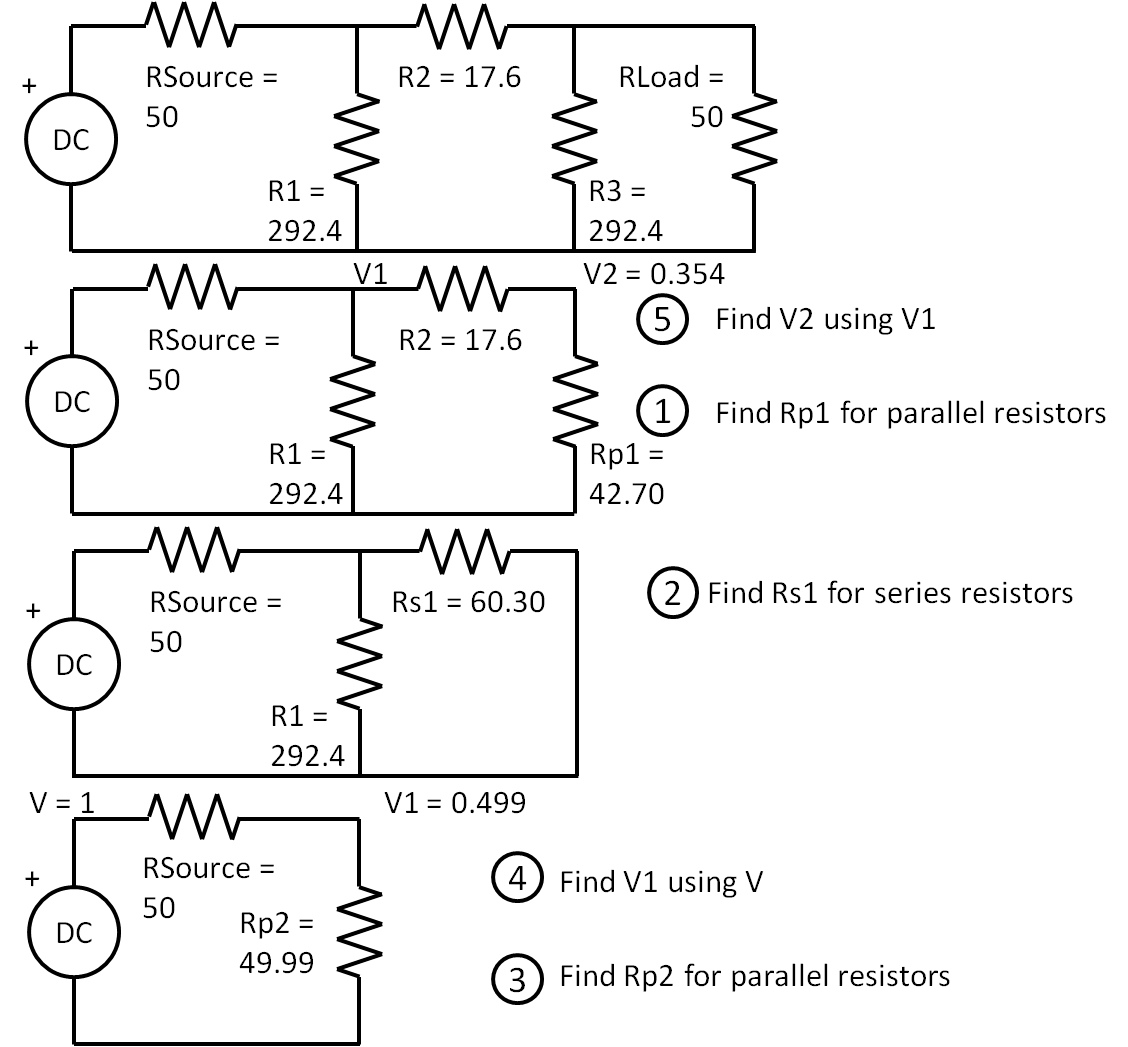 +
DC
RSource =
50
R1 =
292.4
R2 = 17.6
R3 =
292.4
RLoad =
50
V1
V2 = 0.354
+
DC
RSource =
50
R1 =
292.4
R2 = 17.6
Rp1 =
42.70
5 Find V2 using V1
1 Find Rp1 for parallel resistors
+
DC
RSource =
50
R1 =
292.4
Rs1 = 60.30
2 Find Rs1 for series resistors
V = 1
V1 = 0.499
+
DC
RSource =
50
Rp2 =
49.99
4 Find V1 using V
3 Find Rp2 for parallel resistors